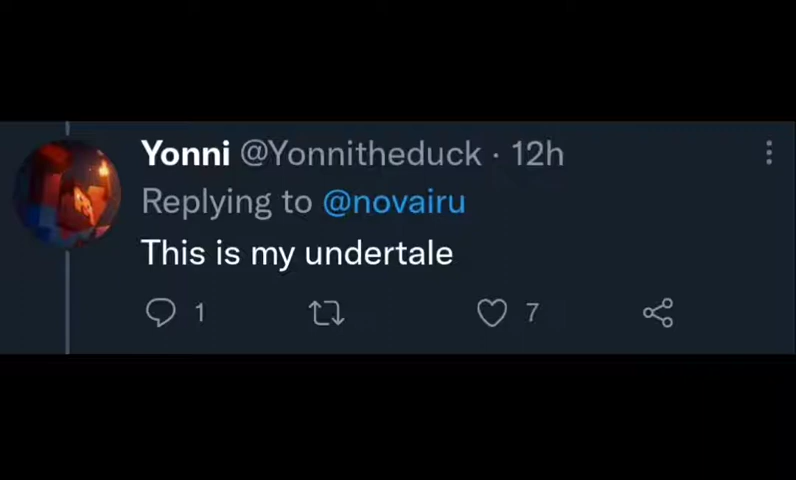 Yonni @Yonnitheduck · 12h
Replying to @novairu
This is my undertale
1 7